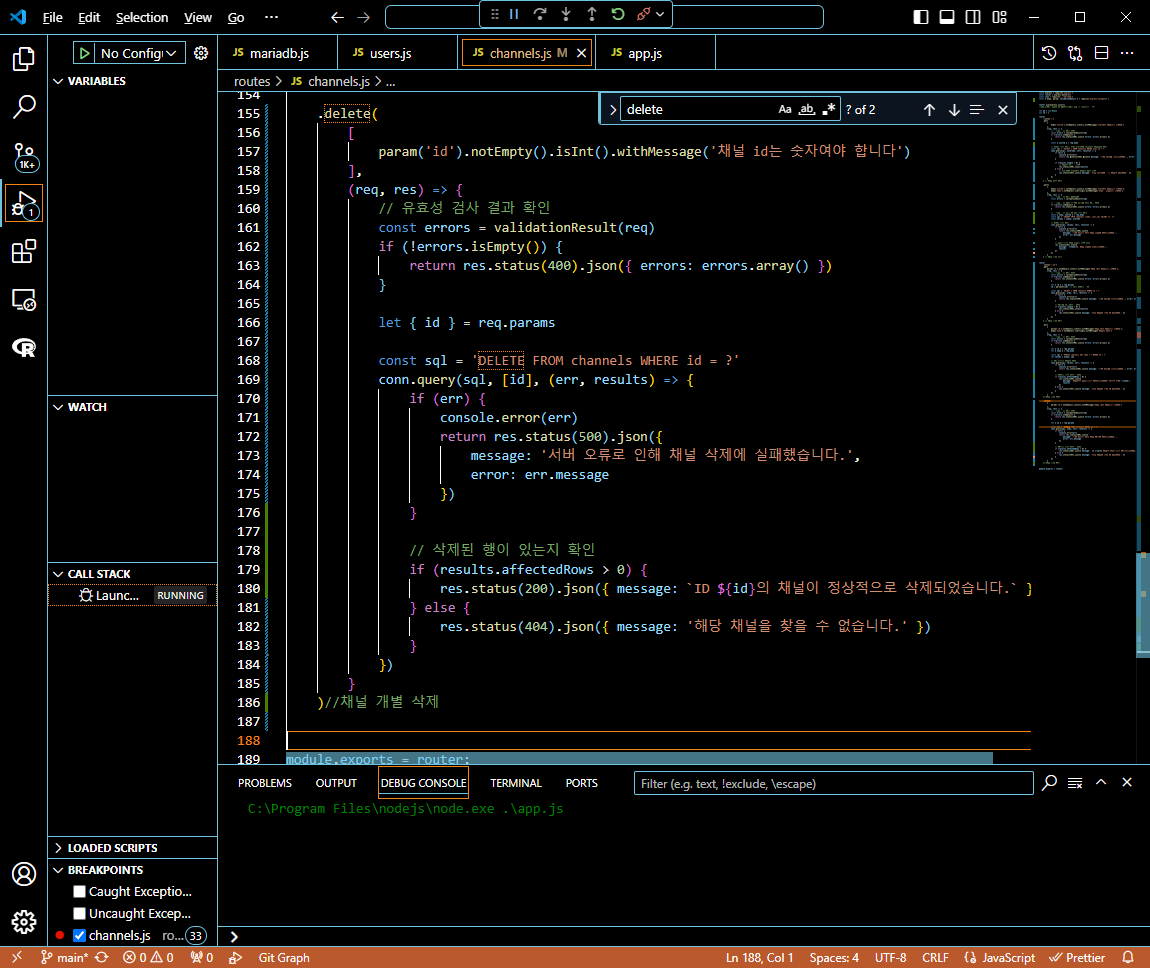 File Edit Selection View Go ···
No Configu
JS mariadb.js
JS users.js
JS channels.js M
JS app.js
VARIABLES
routes > JS channels.js > ...
delete
Aa ab .*
? of 2
1K+
1
154
155 .delete(
156 [
157 param('id').notEmpty().isInt().withMessage('채널 id는 숫자여야 합니다')
158 ],
159 (req, res) => {
160 // 유효성 검사 결과 확인
161 const errors = validationResult(req)
162 if (!errors.isEmpty()) {
163 return res.status(400).json({ errors: errors.array() })
164 }
165
166 let { id } = req.params
167
168 const sql = 'DELETE FROM channels WHERE id = ?'
169 conn.query(sql, [id], (err, results) => {
170 if (err) {
171 console.error(err)
172 return res.status(500).json({
173 message: '서버 오류로 인해 채널 삭제에 실패했습니다.',
174 error: err.message
175 })
176 }
177
178 // 삭제된 행이 있는지 확인
179 if (results.affectedRows > 0) {
180 res.status(200).json({ message: `ID ${id}의 채널이 정상적으로 삭제되었습니다.` }
181 } else {
182 res.status(404).json({ message: '해당 채널을 찾을 수 없습니다.' })
183 }
184 })
185 }
186 )//채널 개별 삭제
187
188
189 module.exports = router;
WATCH
CALL STACK
Launc... RUNNING
LOADED SCRIPTS
BREAKPOINTS
Caught Exceptio...
Uncaught Excep...
channels.js ro... 33
PROBLEMS OUTPUT DEBUG CONSOLE TERMINAL PORTS
Filter (e.g. text, !exclude, \escape)
C:\Program Files\nodejs\node.exe .\app.js
main* 0 0 0 Git Graph
Ln 188, Col 1 Spaces: 4 UTF-8 CRLF {} JavaScript Prettier